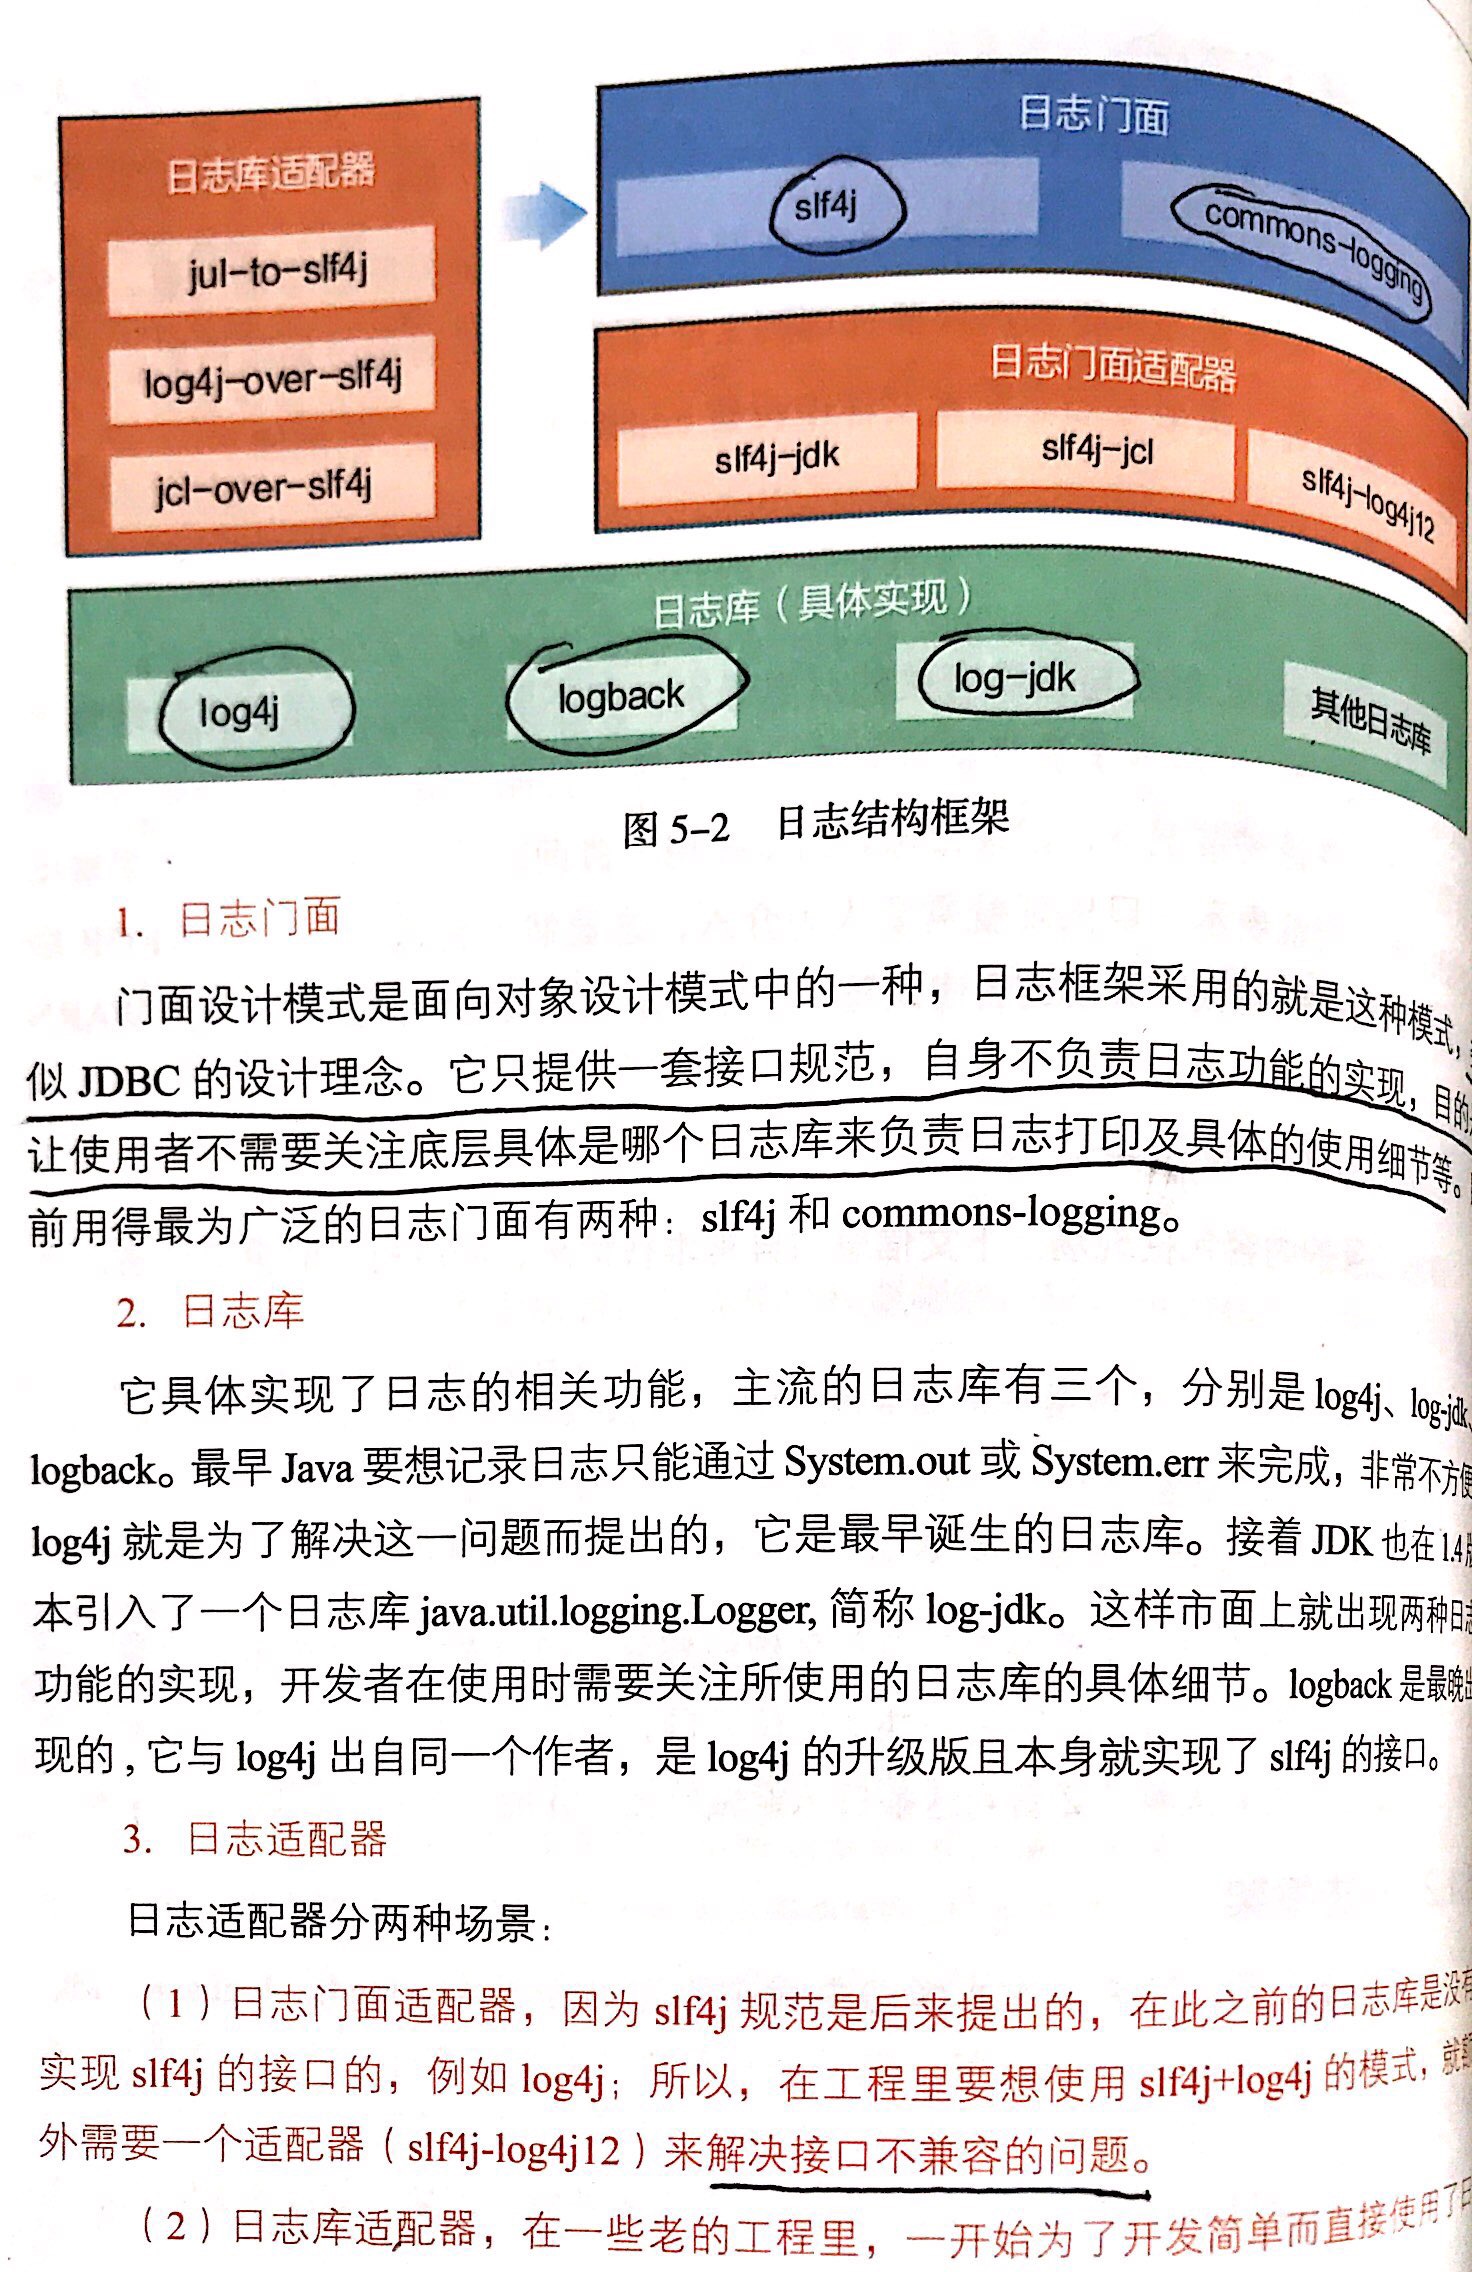 日志库适配器
jul-to-slf4j
log4j-over-slf4j
jcl-over-slf4j
日志门面
slf4j
commons-logging
日志门面适配器
slf4j-jdk
slf4j-jcl
slf4j-log4j12
日志库（具体实现）
log4j
logback
log-jdk
其他日志库
图 5-2 日志结构框架
1. 日志门面
门面设计模式是面向对象设计模式中的一种，日志框架采用的就是这种模式，
似 JDBC 的设计理念。它只提供一套接口规范，自身不负责日志功能的实现，目的
让使用者不需要关注底层具体是哪个日志库来负责日志打印及具体的使用细节等。
前用得最为广泛的日志门面有两种：slf4j 和 commons-logging。
2. 日志库
它具体实现了日志的相关功能，主流的日志库有三个，分别是 log4j、log-jdk、
logback。最早 Java 要想记录日志只能通过 System.out 或 System.err 来完成，非常不方便
log4j 就是为了解决这一问题而提出的，它是最早诞生的日志库。接着 JDK 也在 1.4版
本引入了一个日志库 java.util.logging.Logger, 简称 log-jdk。这样市面上就出现两种日志
功能的实现，开发者在使用时需要关注所使用的日志库的具体细节。logback 是最晚出
现的，它与 log4j 出自同一个作者，是 log4j 的升级版且本身就实现了 slf4j 的接口。
3. 日志适配器
日志适配器分两种场景：
（1）日志门面适配器，因为 slf4j 规范是后来提出的，在此之前的日志库是没有
实现 slf4j 的接口的，例如 log4j；所以，在工程里要想使用 slf4j+log4j 的模式，就额
外需要一个适配器（slf4j-log4j12）来解决接口不兼容的问题。
（2）日志库适配器，在一些老的工程里，一开始为了开发简单而直接使用了日